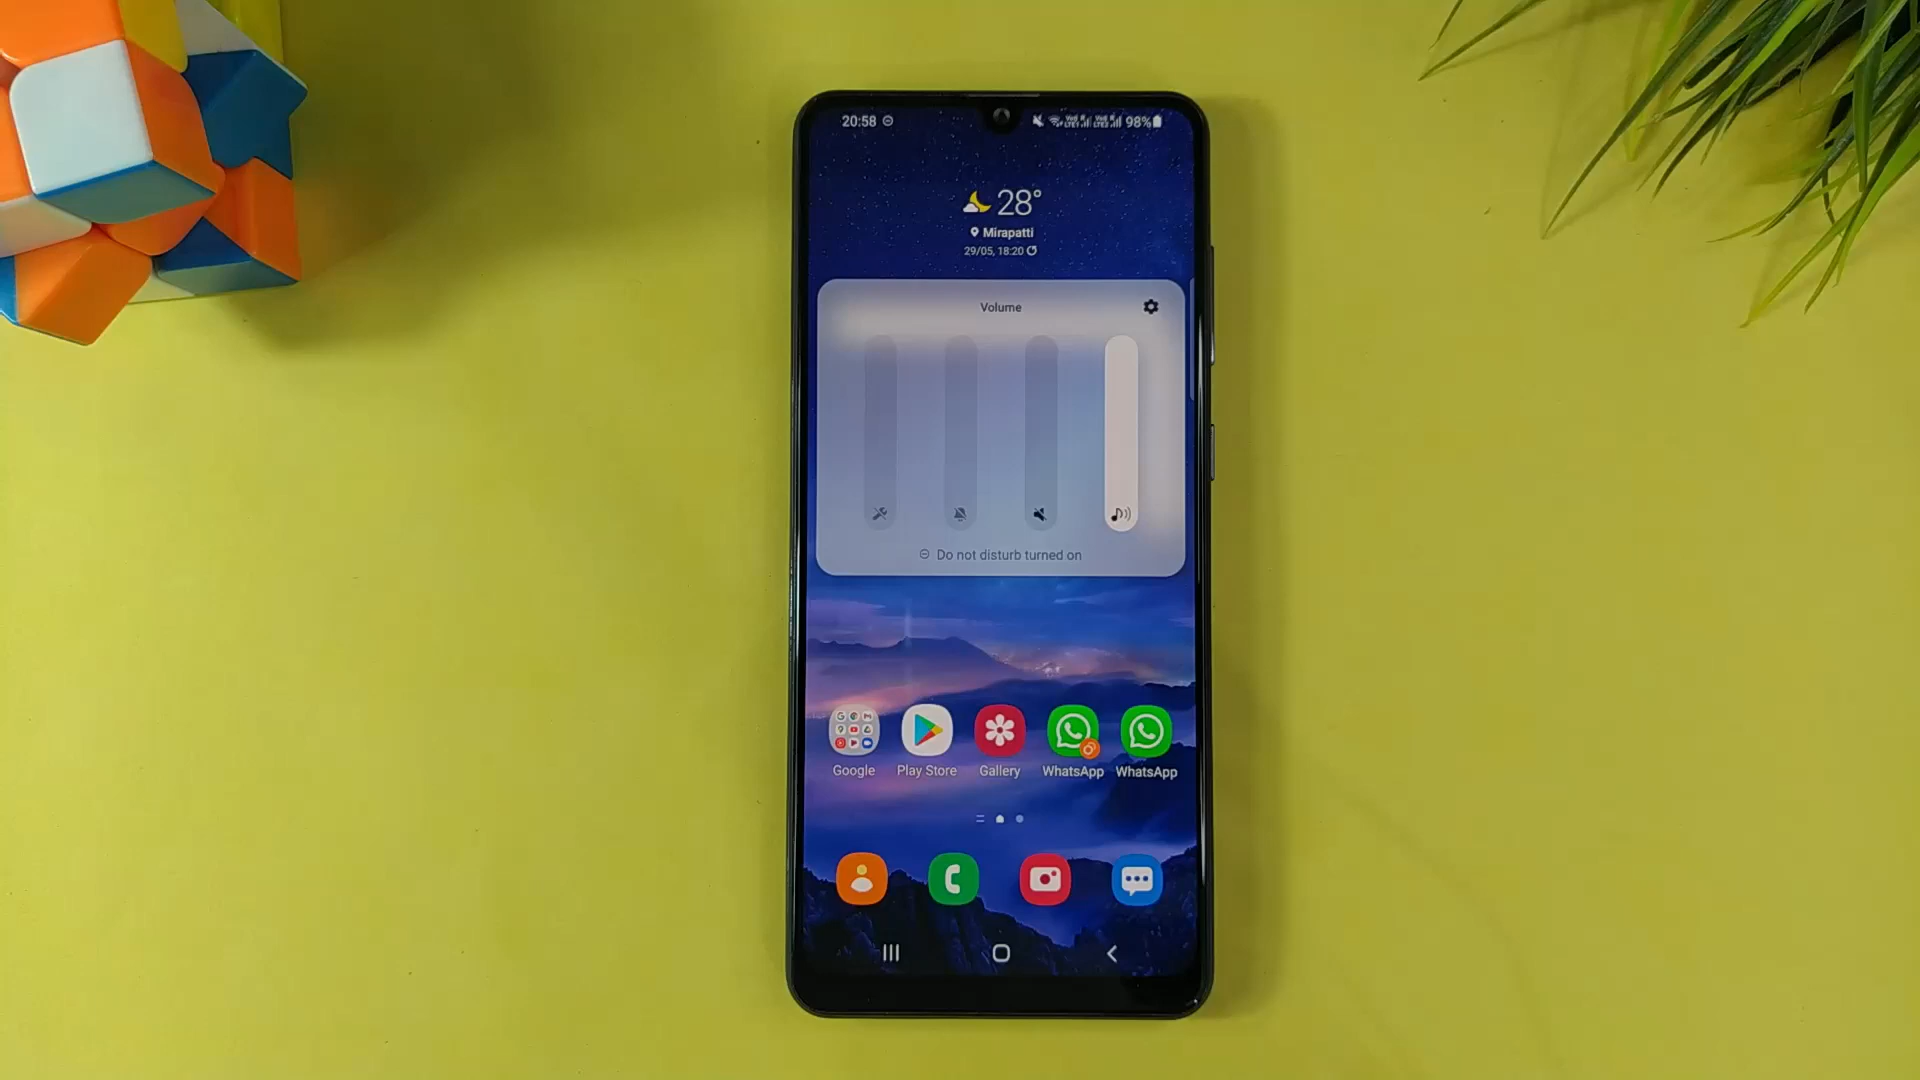 20:58
98%
28°
Mirapatti
29/05, 18:20
Volume
Do not disturb turned on
Google
Play Store
Gallery
WhatsApp
WhatsApp